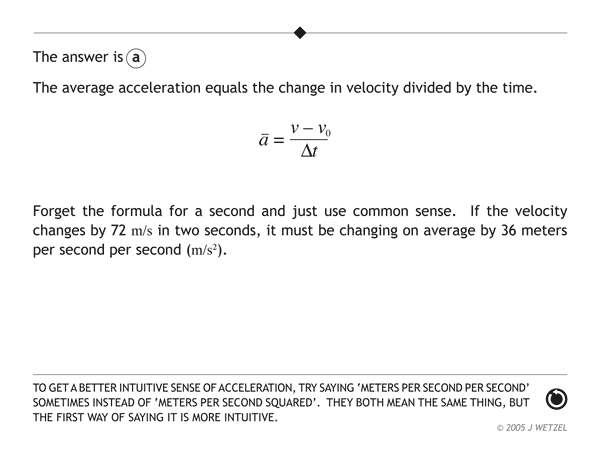 The answer is a
The average acceleration equals the change in velocity divided by the time.
ā = (v – v₀) / Δt
Forget the formula for a second and just use common sense.  If the velocity
changes by 72 m/s in two seconds, it must be changing on average by 36 meters
per second per second (m/s²).
TO GET A BETTER INTUITIVE SENSE OF ACCELERATION, TRY SAYING ‘METERS PER SECOND PER SECOND’
SOMETIMES INSTEAD OF ‘METERS PER SECOND SQUARED’.  THEY BOTH MEAN THE SAME THING, BUT
THE FIRST WAY OF SAYING IT IS MORE INTUITIVE.
© 2005 J WETZEL